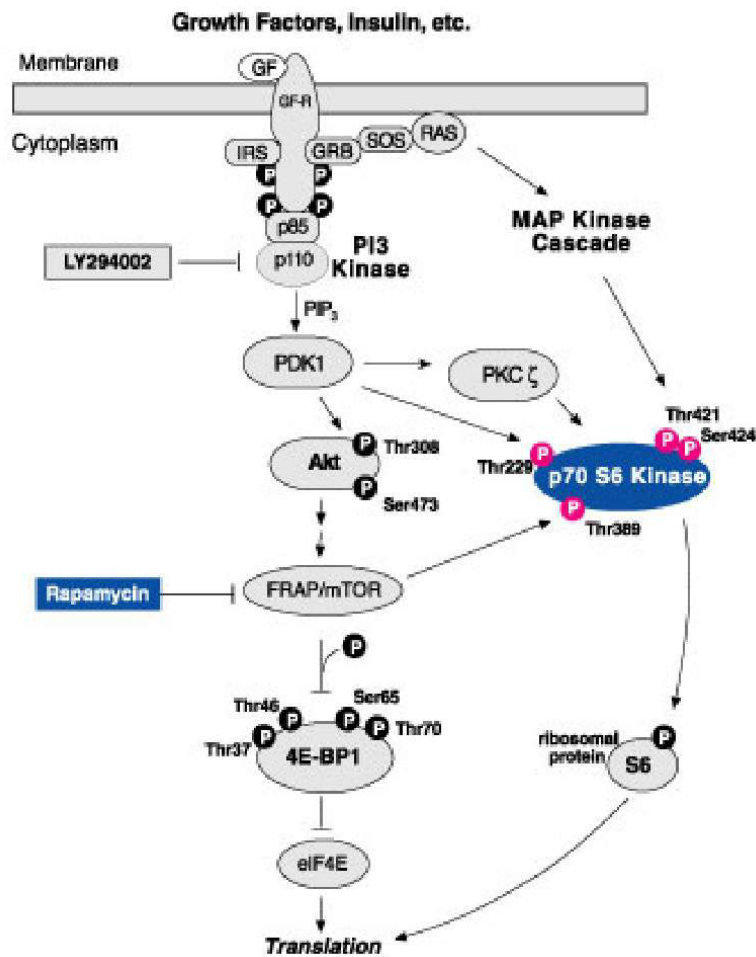 Growth Factors, Insulin, etc.
Membrane
GF
GF-R
Cytoplasm
IRS
GRB
SOS
RAS
P
P
P
P
p85
MAP Kinase
Cascade
LY294002
p110
PI3
Kinase
PIP3
PDK1
PKC ζ
Thr421
Ser424
P
P
P
Thr308
Akt
P
Ser473
Thr229
P
p70 S6 Kinase
P
Thr389
Rapamycin
FRAP/mTOR
P
Thr46
Ser65
P
P
Thr37
P
P
Thr70
4E-BP1
ribosomal
protein
P
S6
eIF4E
Translation